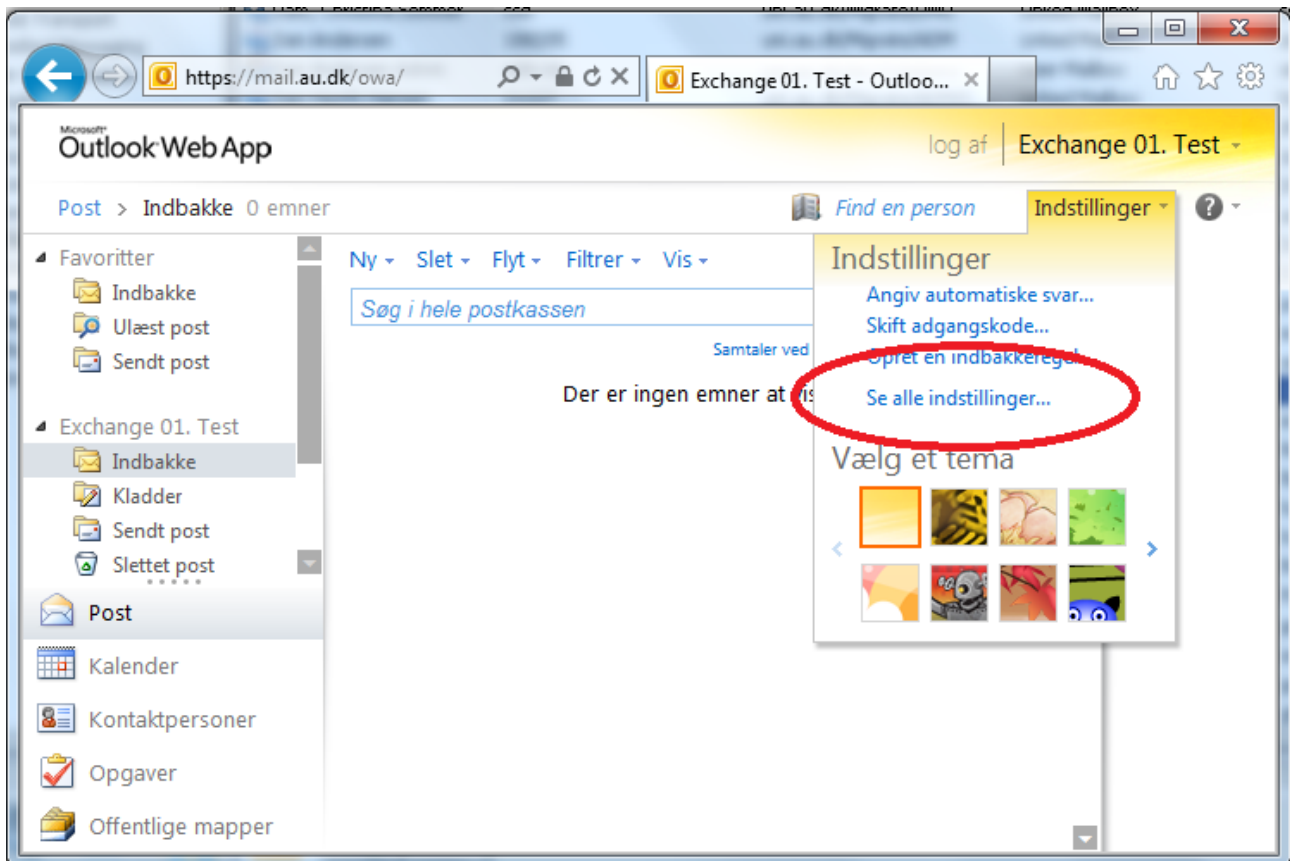 https://mail.au.dk/owa/
Exchange 01. Test - Outloo...
Microsoft
Outlook Web App
log af
Exchange 01. Test
Post > Indbakke 0 emner
Find en person
Indstillinger
Favoritter
Indbakke
Ulæst post
Sendt post
Exchange 01. Test
Indbakke
Kladder
Sendt post
Slettet post
Post
Kalender
Kontaktpersoner
Opgaver
Offentlige mapper
Ny Slet Flyt Filtrer Vis
Søg i hele postkassen
Samtaler ved
Der er ingen emner at vis
Indstillinger
Angiv automatiske svar...
Skift adgangskode...
Opret en indbakkeregel...
Se alle indstillinger...
Vælg et tema